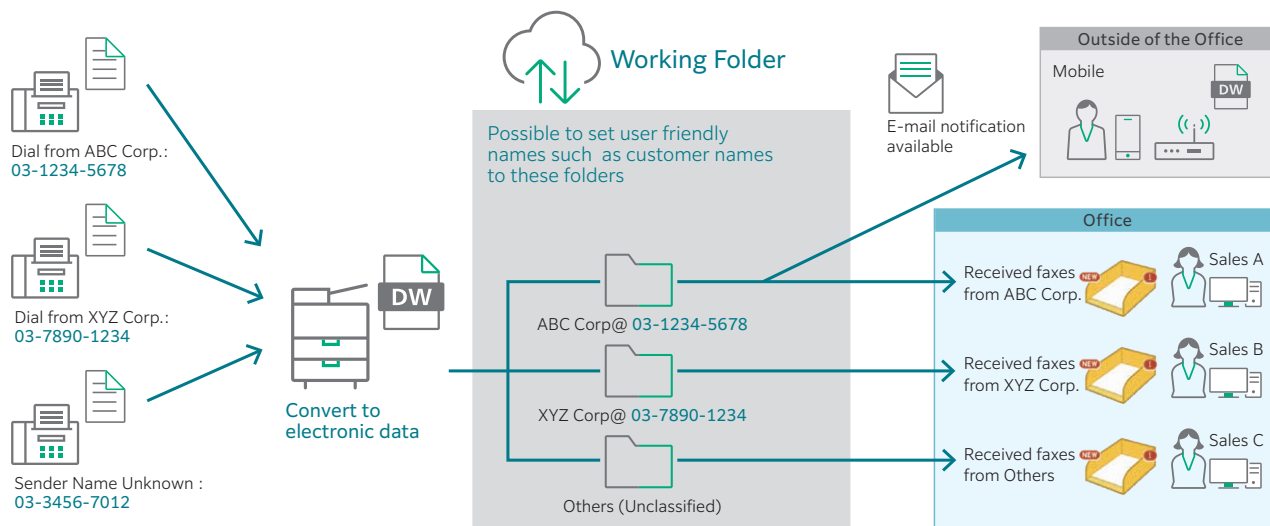 Dial from ABC Corp.:
03-1234-5678
Dial from XYZ Corp.:
03-7890-1234
Sender Name Unknown :
03-3456-7012
DW
Convert to
electronic data
Working Folder
Possible to set user friendly
names such as customer names
to these folders
ABC Corp@ 03-1234-5678
XYZ Corp@ 03-7890-1234
Others (Unclassified)
E-mail notification
available
Outside of the Office
Mobile
DW
Office
Received faxes
from ABC Corp.
NEW
Sales A
Received faxes
from XYZ Corp.
NEW
Sales B
Received faxes
from Others
NEW
Sales C